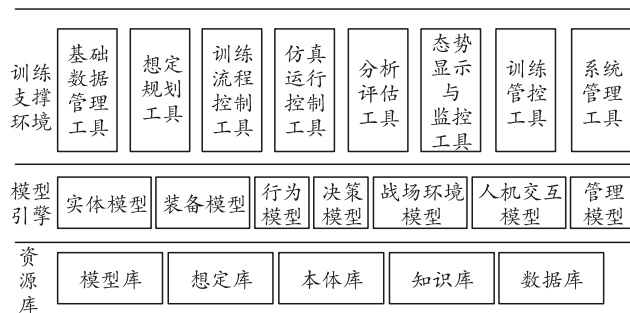 训练
支撑
环境
基础
数据
管理
工具
想定
规划
工具
训练
流程
控制
工具
仿真
运行
控制
工具
分析
评估
工具
态势
显示
与
监控
工具
训练
管控
工具
系统
管理
工具
模型
引擎
实体模型
装备模型
行为
模型
决策
模型
战场环境
模型
人机交互
模型
管理
模型
资
源
库
模型库
想定库
本体库
知识库
数据库